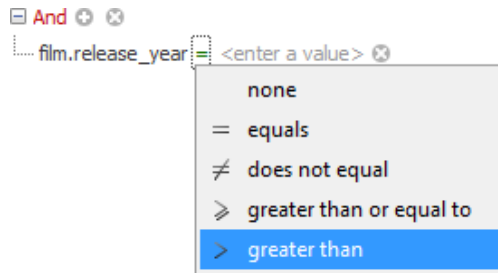 And
film.release_year = <enter a value>
none
= equals
≠ does not equal
⩾ greater than or equal to
> greater than